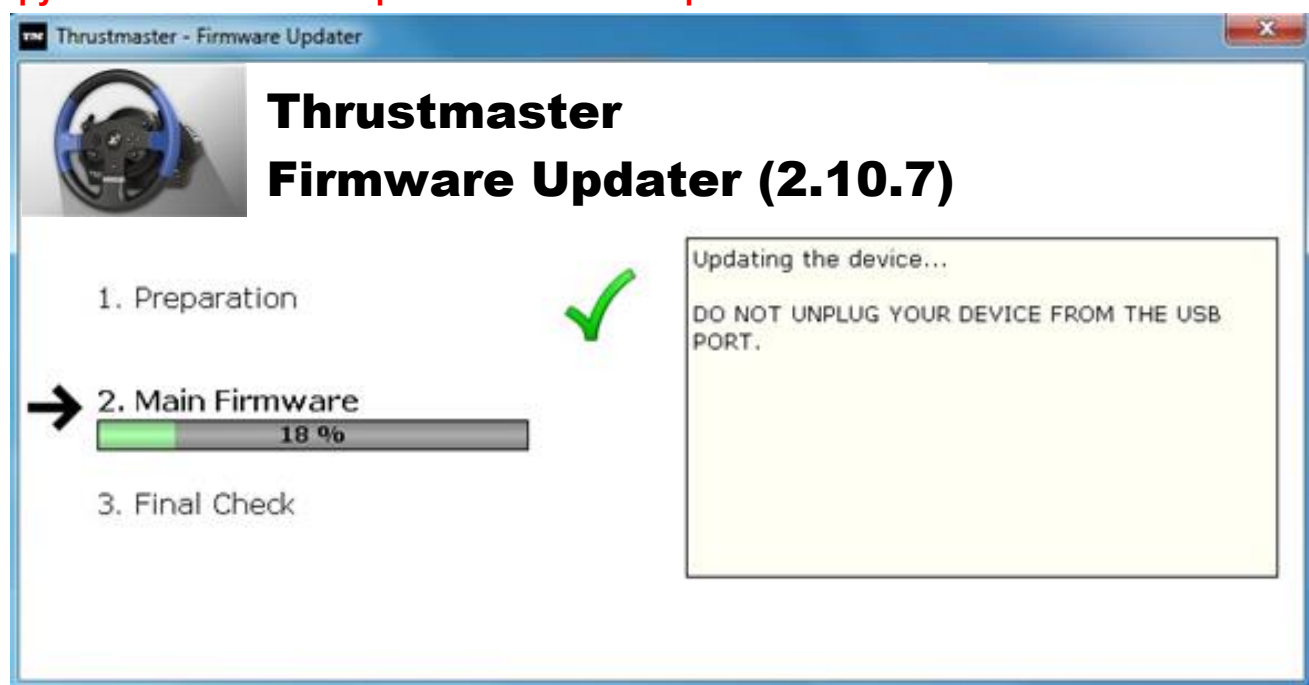 Thrustmaster - Firmware Updater
Thrustmaster
Firmware Updater (2.10.7)
1. Preparation
2. Main Firmware
18 %
3. Final Check
Updating the device...
DO NOT UNPLUG YOUR DEVICE FROM THE USB
PORT.